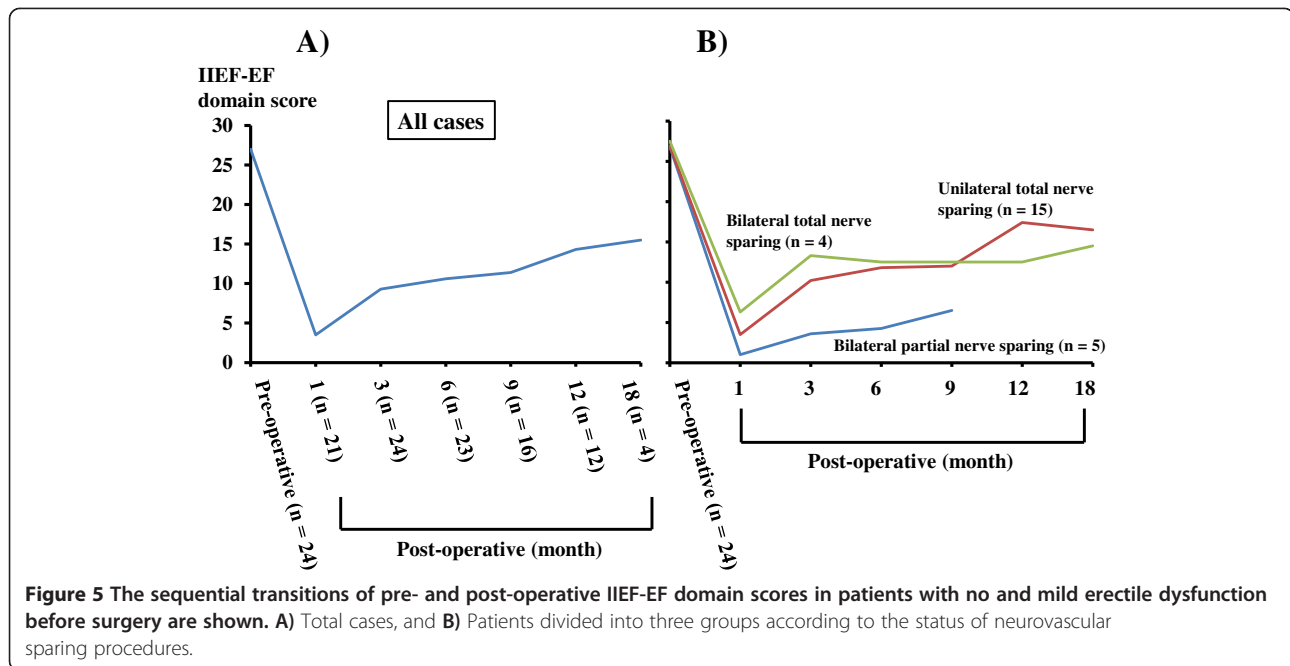 A)
IIEF-EF
domain score
All cases
30
25
20
15
10
5
0
Pre-operative (n = 24)
1 (n = 21)
3 (n = 24)
6 (n = 23)
9 (n = 16)
12 (n = 12)
18 (n = 4)
Post-operative (month)
B)
Bilateral total nerve
sparing (n = 4)
Unilateral total nerve
sparing (n = 15)
Bilateral partial nerve sparing (n = 5)
Pre-operative (n = 24)
1 3 6 9 12 18
Post-operative (month)
Figure 5 The sequential transitions of pre- and post-operative IIEF-EF domain scores in patients with no and mild erectile dysfunction
before surgery are shown. A) Total cases, and B) Patients divided into three groups according to the status of neurovascular
sparing procedures.